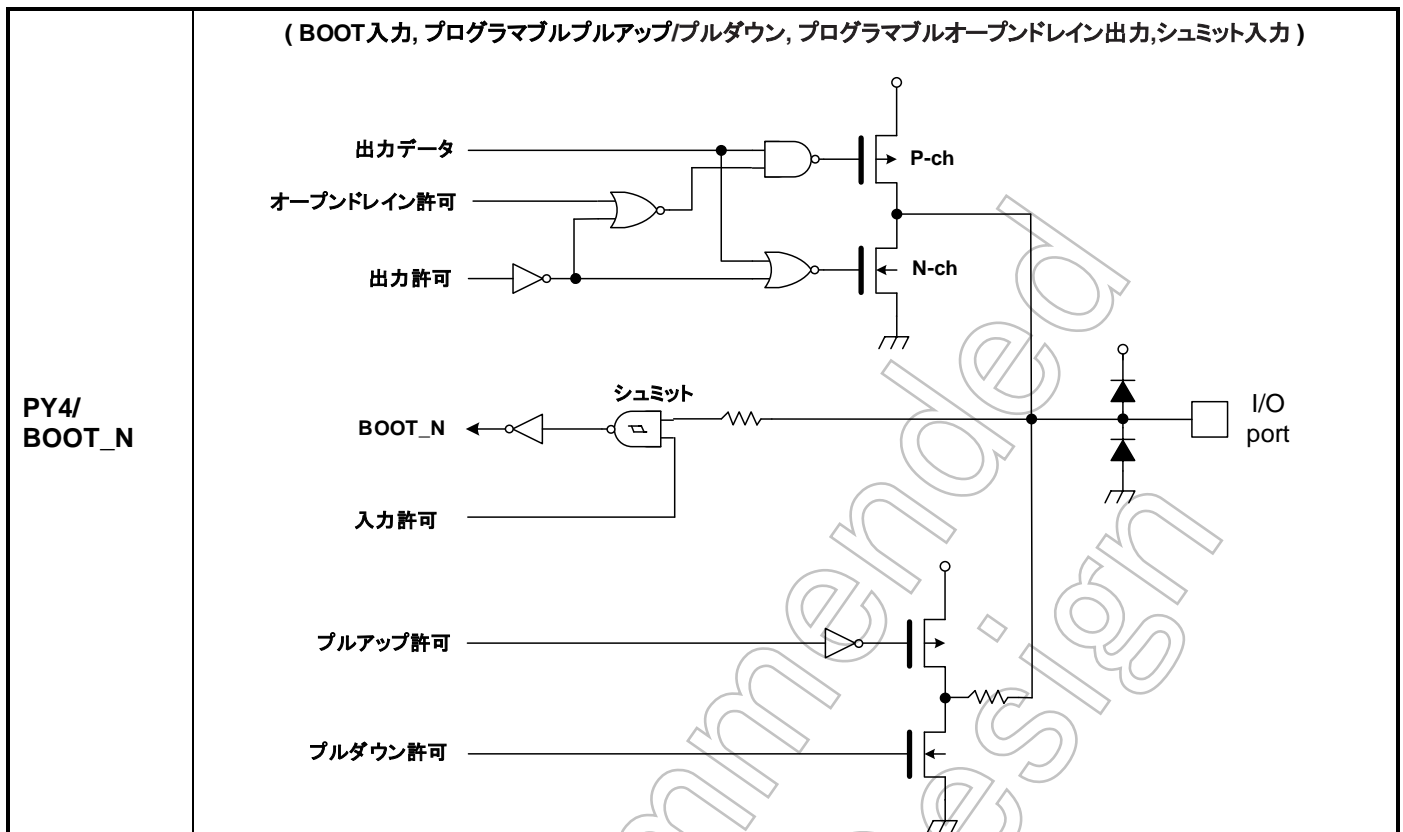 ( BOOT入力, プログラマブルプルアップ/プルダウン, プログラマブルオープンドレイン出力,シュミット入力 )
出力データ
P-ch
オープンドレイン許可
出力許可
N-ch
PY4/
BOOT_N
シュミット
BOOT_N
I/O
port
入力許可
プルアップ許可
プルダウン許可